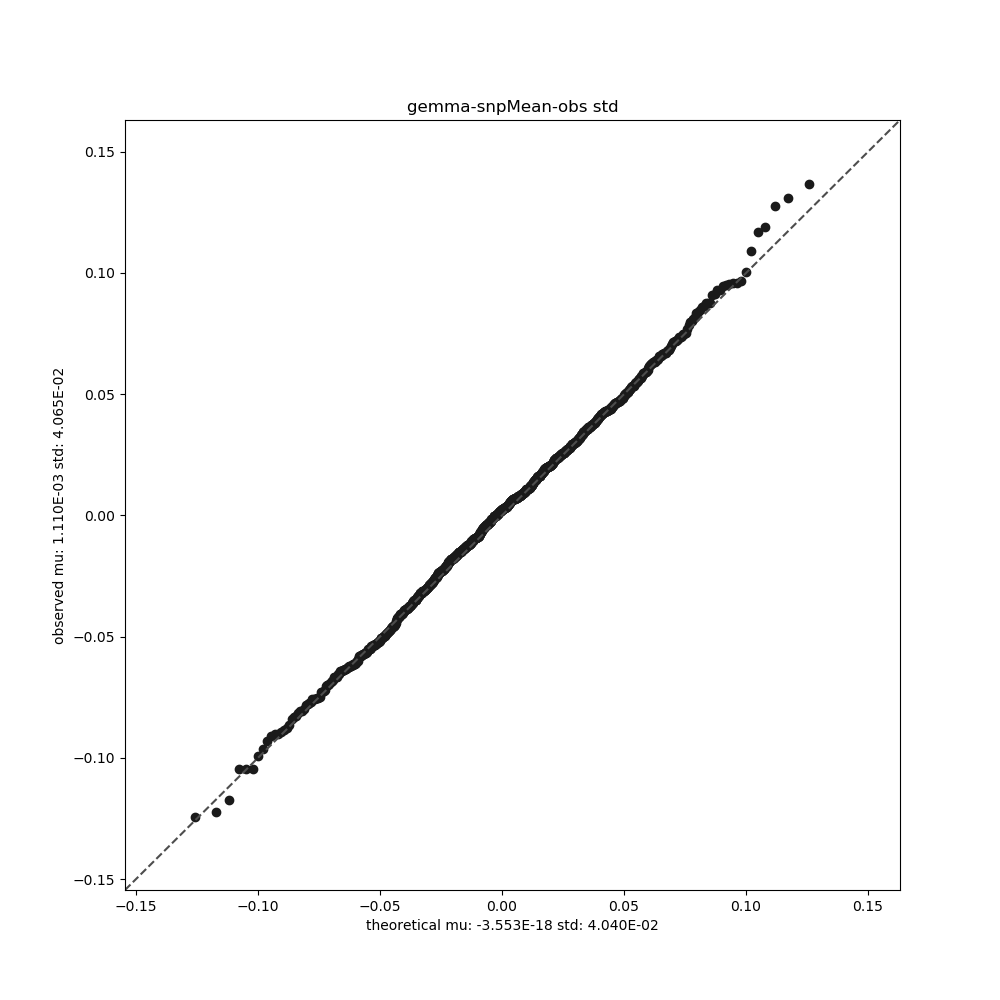 gemma-snpMean-obs std
0.15
0.10
0.05
0.00
−0.05
−0.10
−0.15
observed mu: 1.110E-03 std: 4.065E-02
−0.15 −0.10 −0.05 0.00 0.05 0.10 0.15
theoretical mu: -3.553E-18 std: 4.040E-02